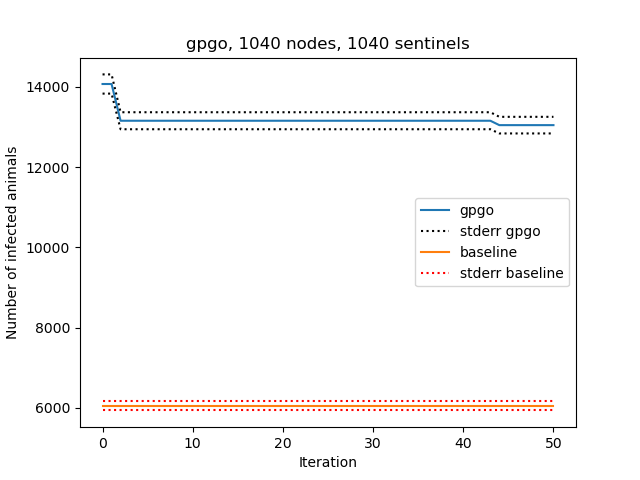 gpgo, 1040 nodes, 1040 sentinels
Number of infected animals
14000
12000
10000
8000
6000
gpgo
stderr gpgo
baseline
stderr baseline
0 10 20 30 40 50
Iteration